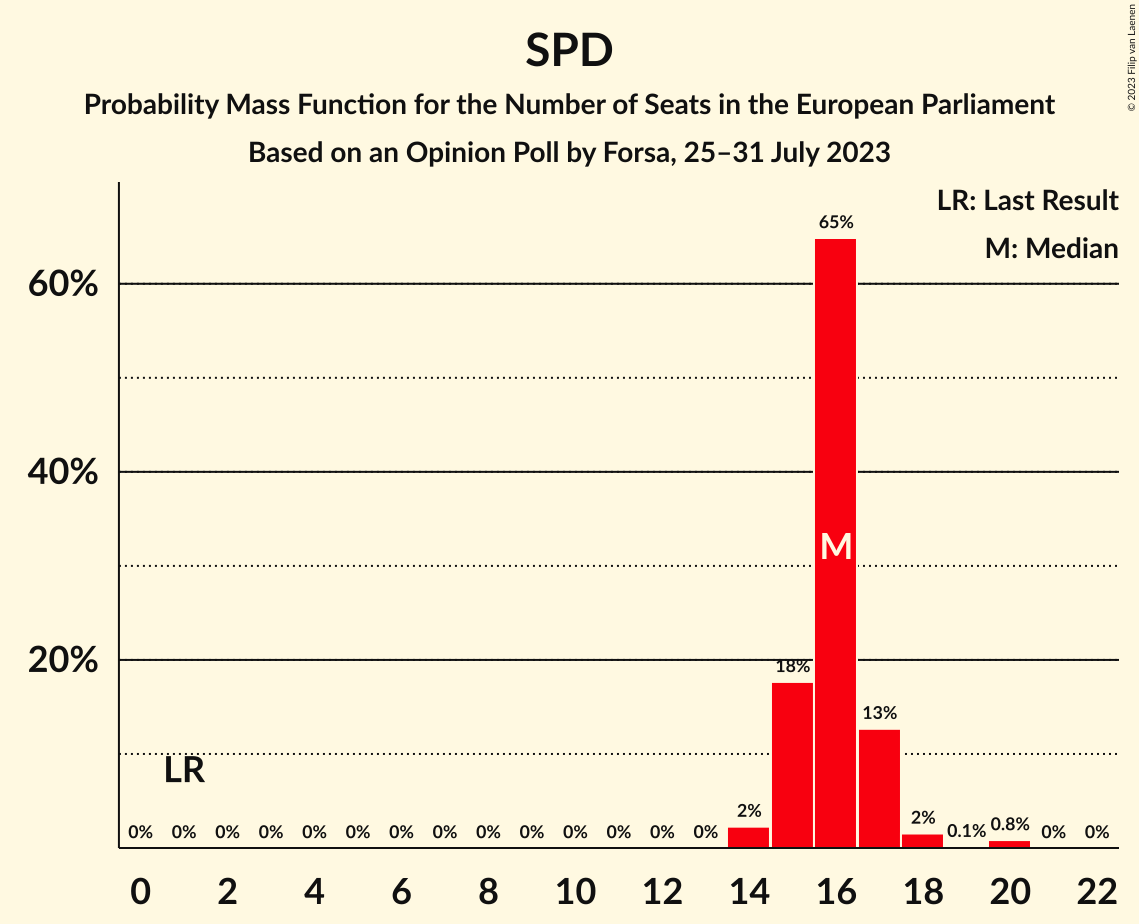 SPD
Probability Mass Function for the Number of Seats in the European Parliament
Based on an Opinion Poll by Forsa, 25–31 July 2023
© 2023 Filip van Laenen
LR: Last Result
M: Median
65%
60%
40%
M
20%
18%
13%
LR
2%
2%
0% 0% 0% 0% 0% 0% 0% 0% 0% 0% 0% 0% 0% 0% 0.1% 0.8% 0% 0%
0 2 4 6 8 10 12 14 16 18 20 22